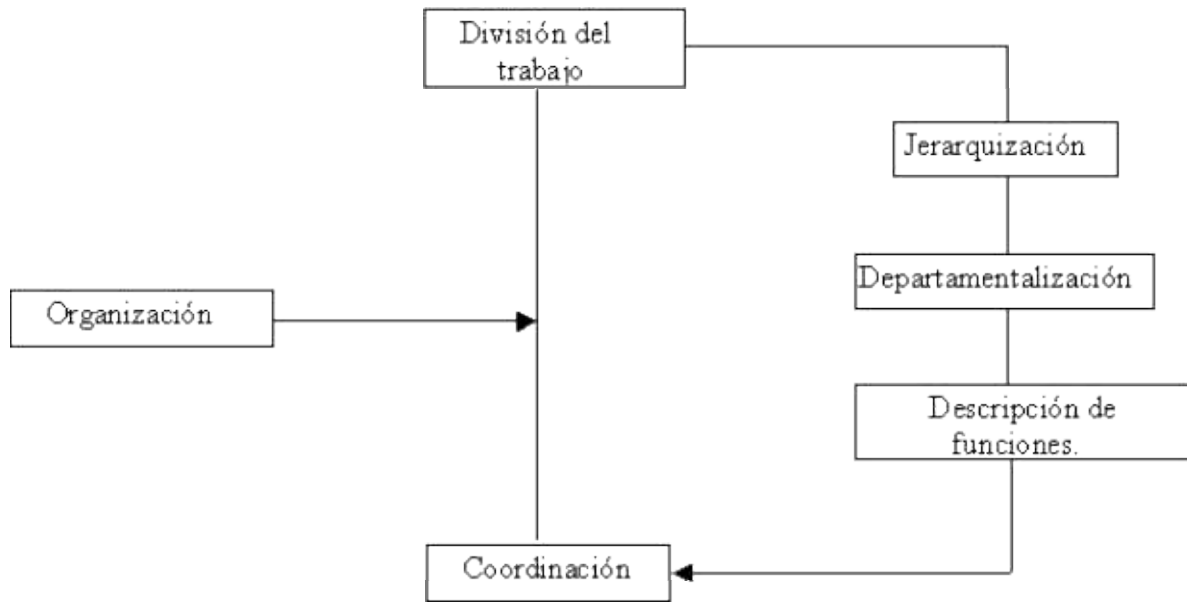 División del
trabajo
Jerarquización
Departamentalización
Organización
Descripción de
funciones.
Coordinación